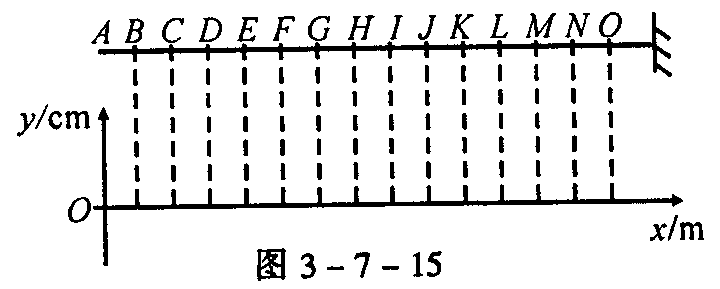 A B C D E F G H I J K L M N O
y/cm
O
x/m
图 3-7-15